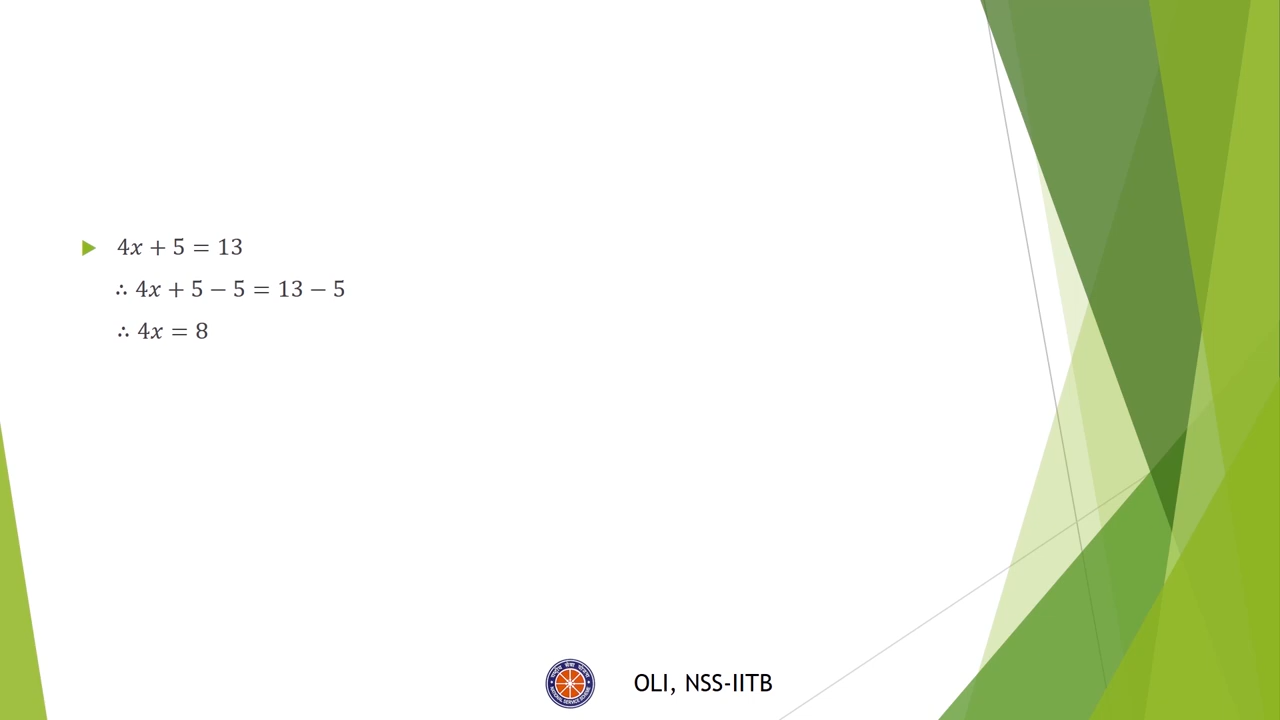 4x + 5 = 13
∴ 4x + 5 − 5 = 13 − 5
∴ 4x = 8
OLI, NSS-IITB